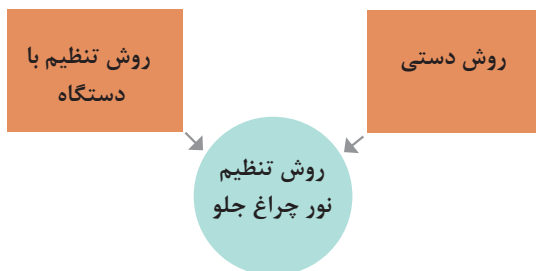 روش دستی
روش تنظیم با
دستگاه
روش تنظیم
نور چراغ جلو